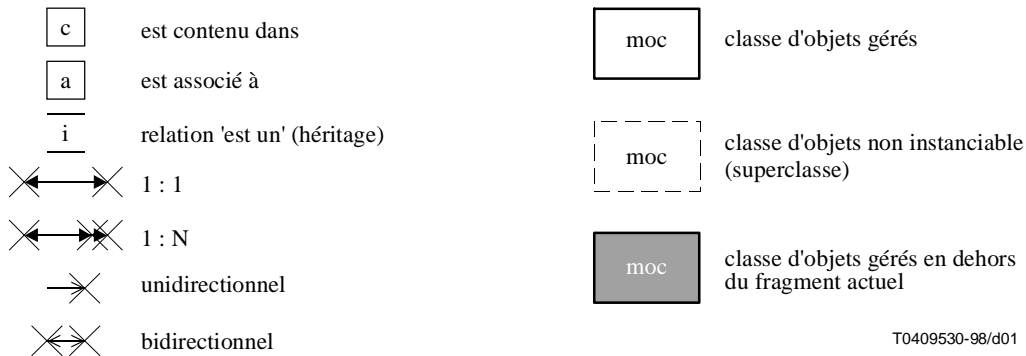 c
est contenu dans
a
est associé à
i
relation 'est un' (héritage)
1 : 1
1 : N
unidirectionnel
bidirectionnel
moc
classe d'objets gérés
moc
classe d'objets non instanciable
(superclasse)
moc
classe d'objets gérés en dehors
du fragment actuel
T0409530-98/d01